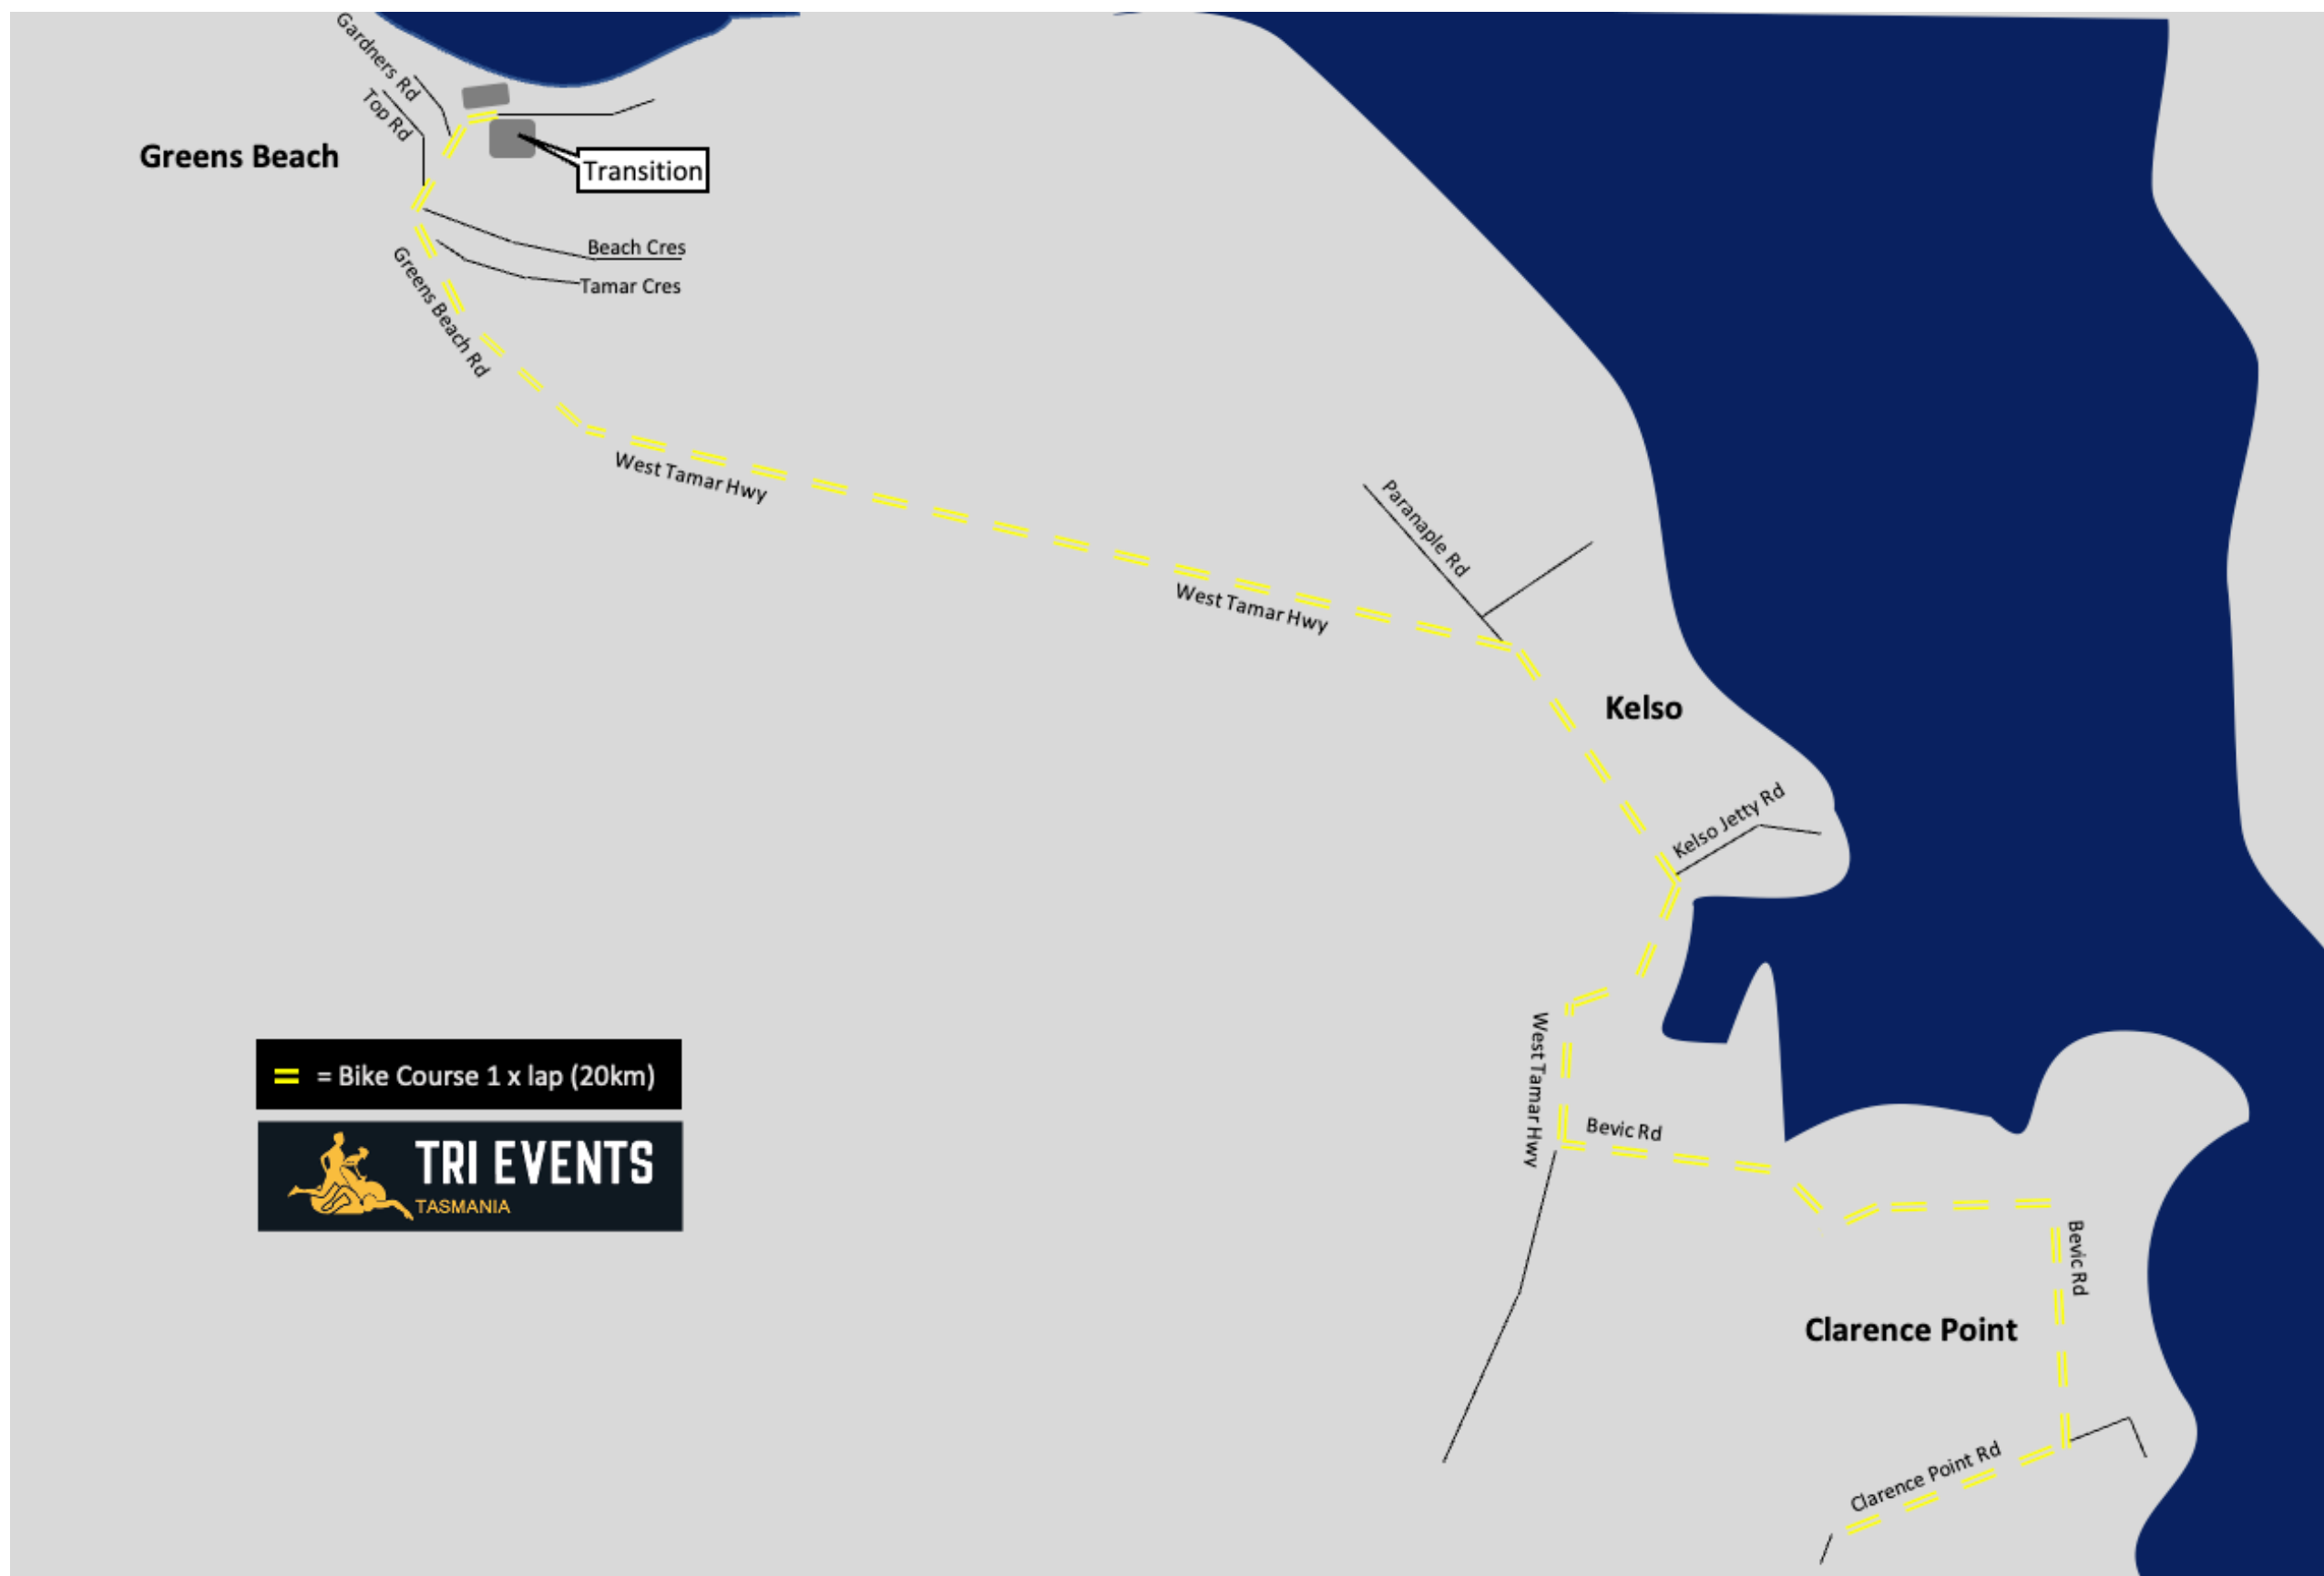 Gardners Rd
Top Rd
Greens Beach
Transition
Beach Cres
Tamar Cres
Greens Beach Rd
West Tamar Hwy
Paranaple Rd
West Tamar Hwy
Kelso
Kelso Jetty Rd
West Tamar Hwy
= Bike Course 1 x lap (20km)
TRI EVENTS
TASMANIA
Bevic Rd
Bevic Rd
Clarence Point
Clarence Point Rd